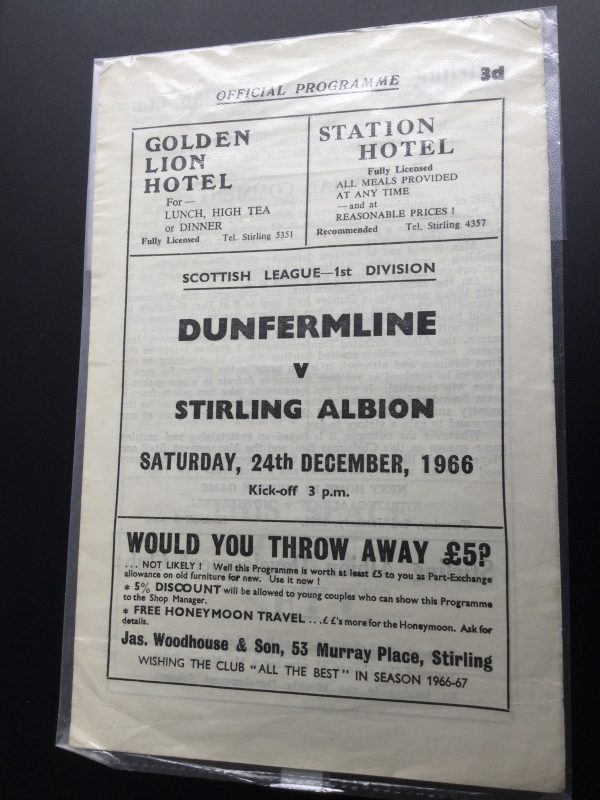 OFFICIAL PROGRAMME
3d
GOLDEN
LION
HOTEL
For—
LUNCH, HIGH TEA
or DINNER
Fully Licensed Tel. Stirling 5351
STATION
HOTEL
Fully Licensed
ALL MEALS PROVIDED
AT ANY TIME
—and at
REASONABLE PRICES !
Recommended Tel. Stirling 4357
SCOTTISH LEAGUE—1st DIVISION
DUNFERMLINE
v
STIRLING ALBION
SATURDAY, 24th DECEMBER, 1966
Kick-off 3 p.m.
WOULD YOU THROW AWAY £5?
... NOT LIKELY ! Well this Programme is worth at least £5 to you as Part-Exchange
allowance on old furniture for new. Use it now !
* 5% DISCOUNT will be allowed to young couples who can show this Programme
to the Shop Manager.
* FREE HONEYMOON TRAVEL ... £ £'s more for the Honeymoon. Ask for
details.
Jas. Woodhouse & Son, 53 Murray Place, Stirling
WISHING THE CLUB "ALL THE BEST" IN SEASON 1966-67